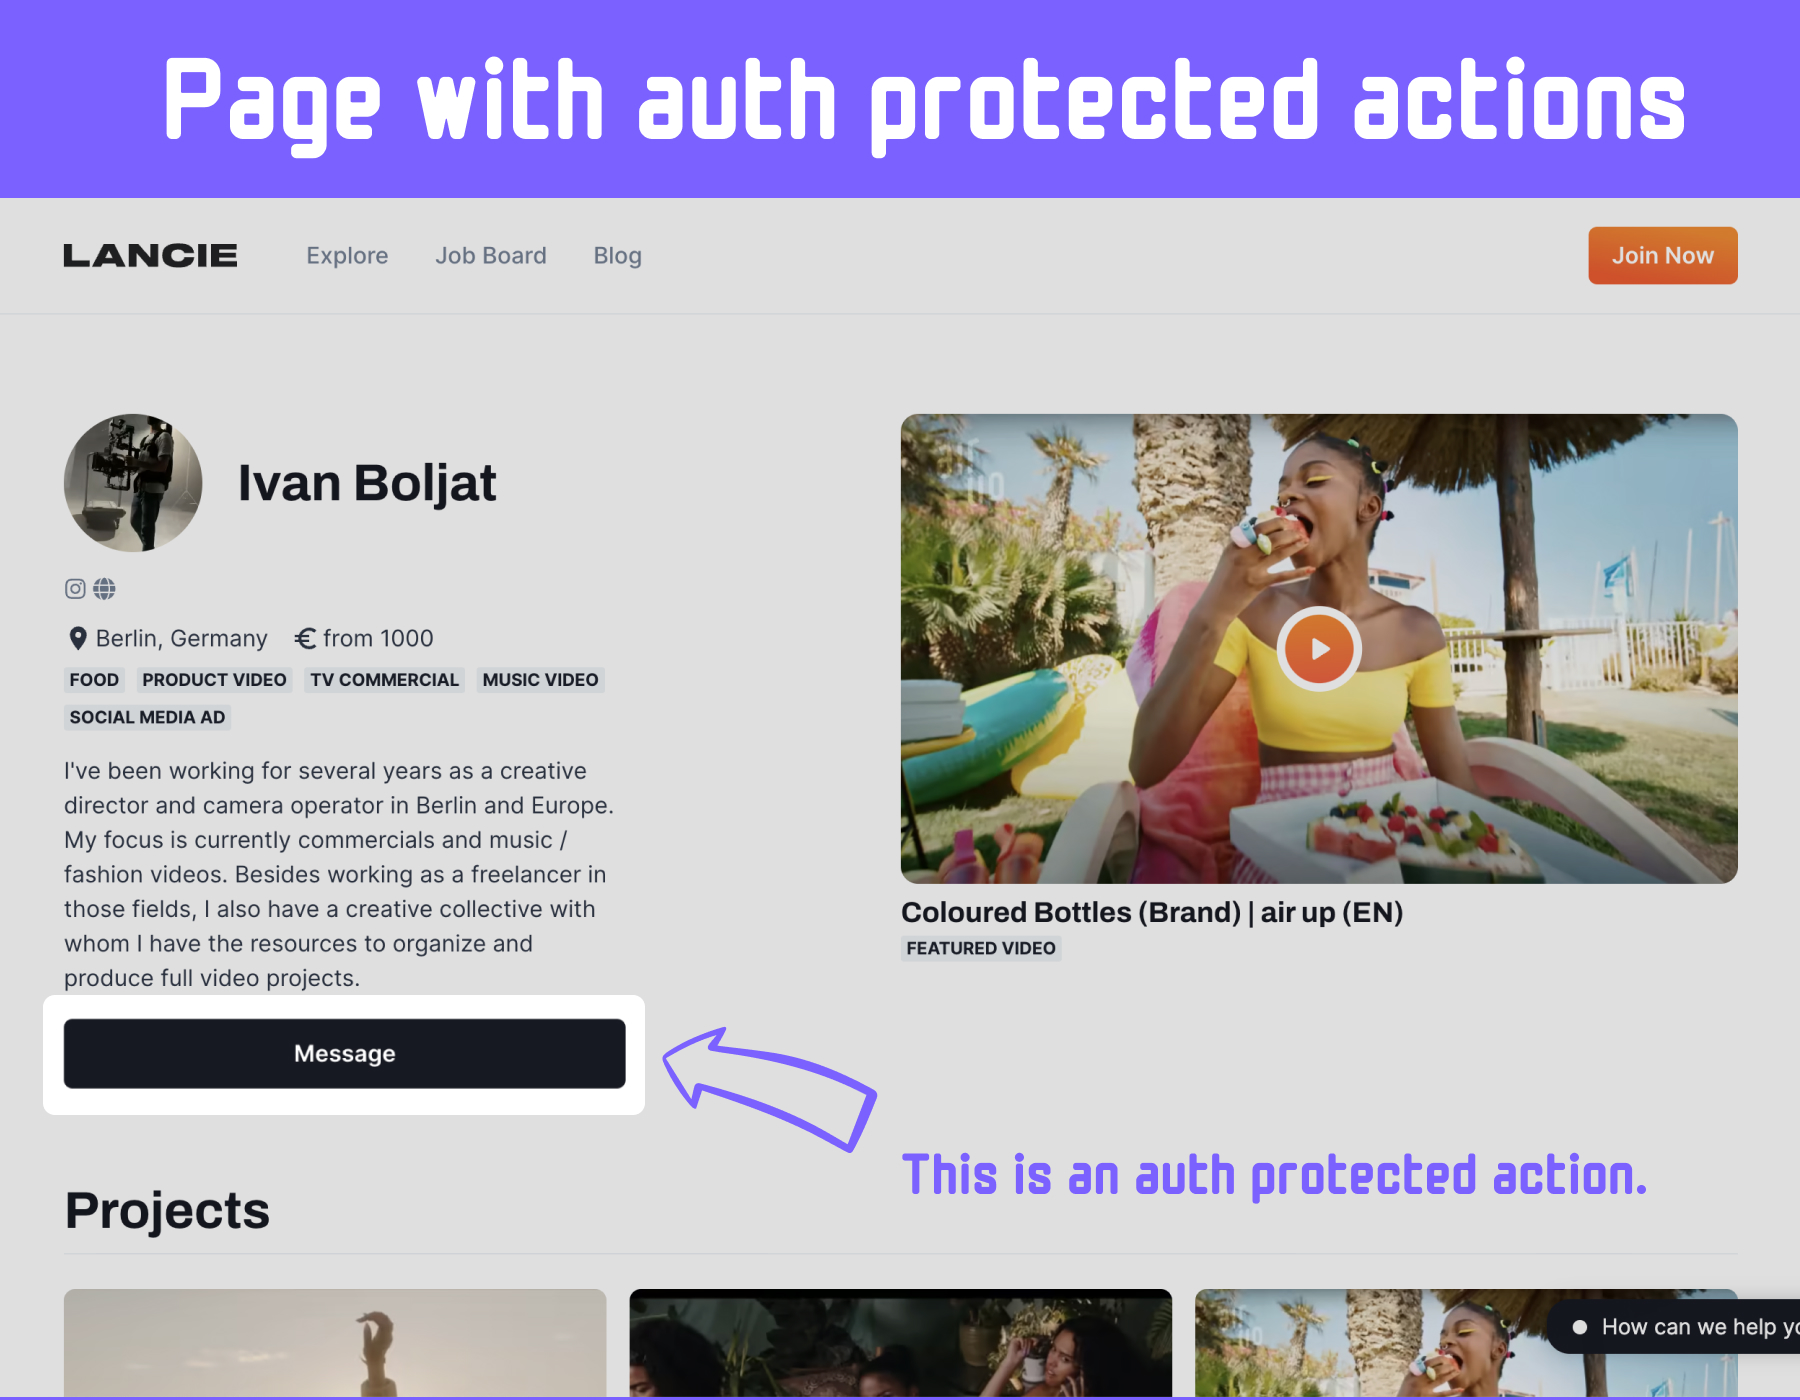 Page with auth protected actions
LANCIE
Explore
Job Board
Blog
Join Now
Ivan Boljat
Berlin, Germany
€ from 1000
FOOD
PRODUCT VIDEO
TV COMMERCIAL
MUSIC VIDEO
SOCIAL MEDIA AD
I've been working for several years as a creative
director and camera operator in Berlin and Europe.
My focus is currently commercials and music /
fashion videos. Besides working as a freelancer in
those fields, I also have a creative collective with
whom I have the resources to organize and
produce full video projects.
Message
Coloured Bottles (Brand) | air up (EN)
FEATURED VIDEO
This is an auth protected action.
Projects
How can we help